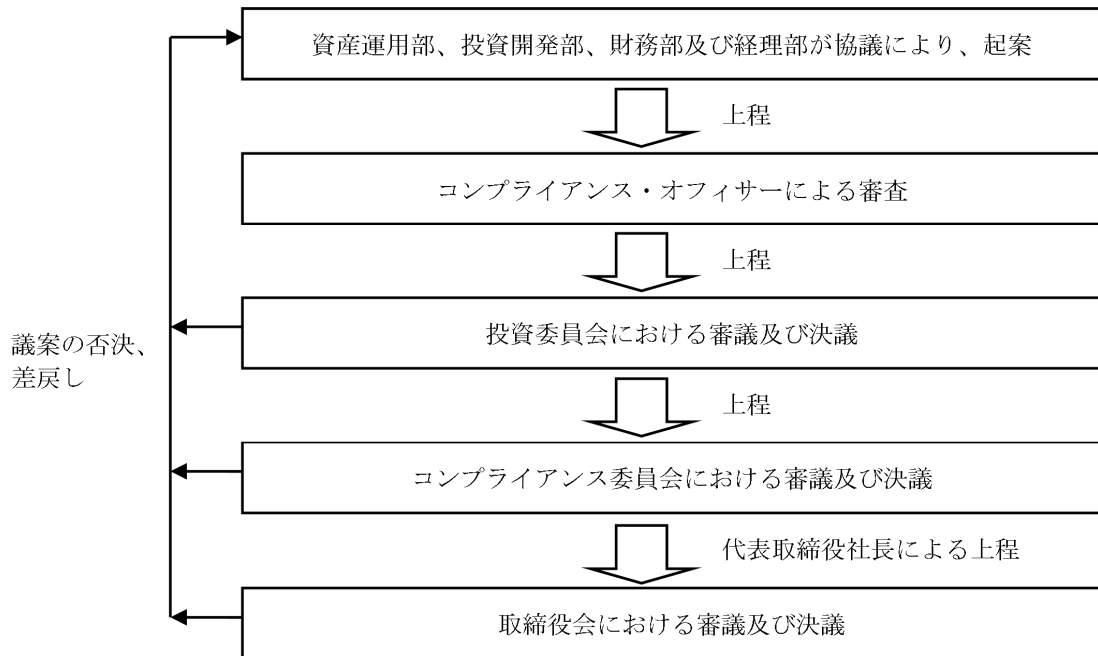 資産運用部、投資開発部、財務部及び経理部が協議により、起案
上程
コンプライアンス・オフィサーによる審査
上程
投資委員会における審議及び決議
議案の否決、
差戻し
上程
コンプライアンス委員会における審議及び決議
代表取締役社長による上程
取締役会における審議及び決議